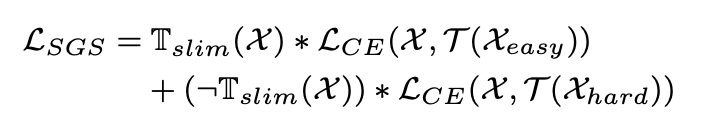 ℒ_{SGS} = 𝕋_{slim}(𝒳) ∗ ℒ_{CE}(𝒳, 𝒯(𝒳_{easy}))
+ (¬𝕋_{slim}(𝒳)) ∗ ℒ_{CE}(𝒳, 𝒯(𝒳_{hard}))